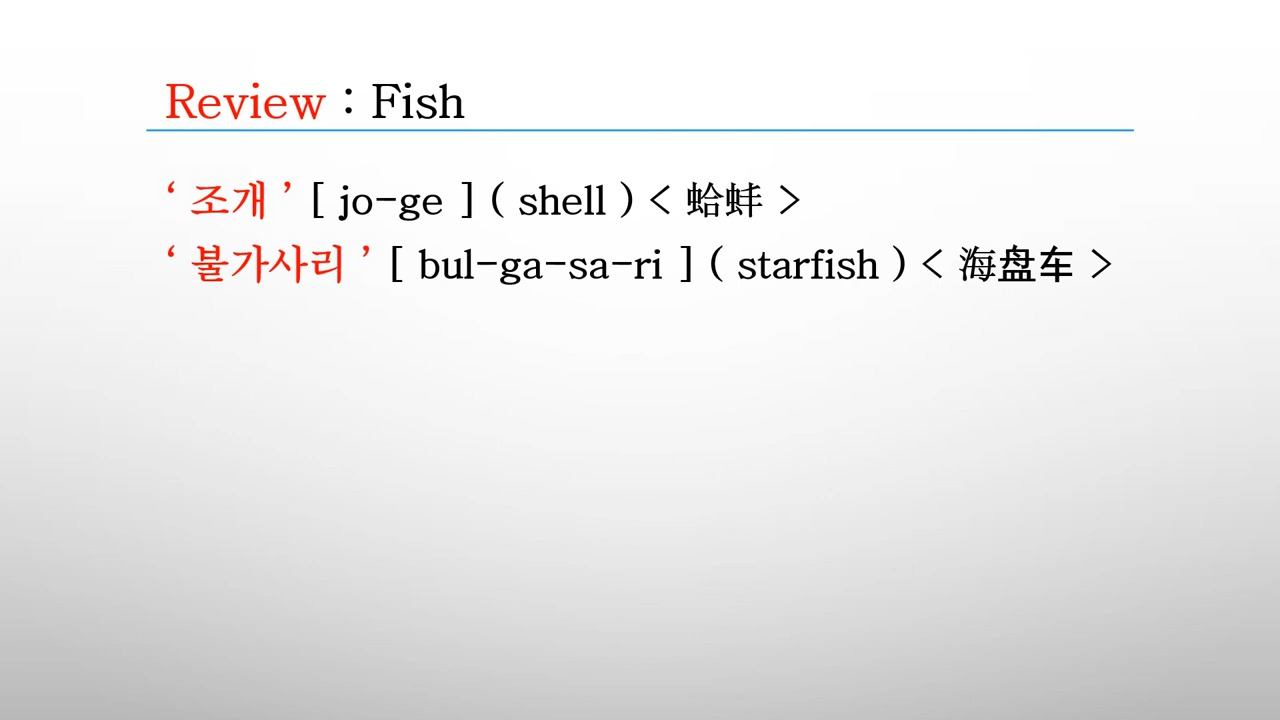 Review : Fish
‘ 조개 ’ [ jo-ge ] ( shell ) < 蛤蚌 >
‘ 불가사리 ’ [ bul-ga-sa-ri ] ( starfish ) < 海盘车 >